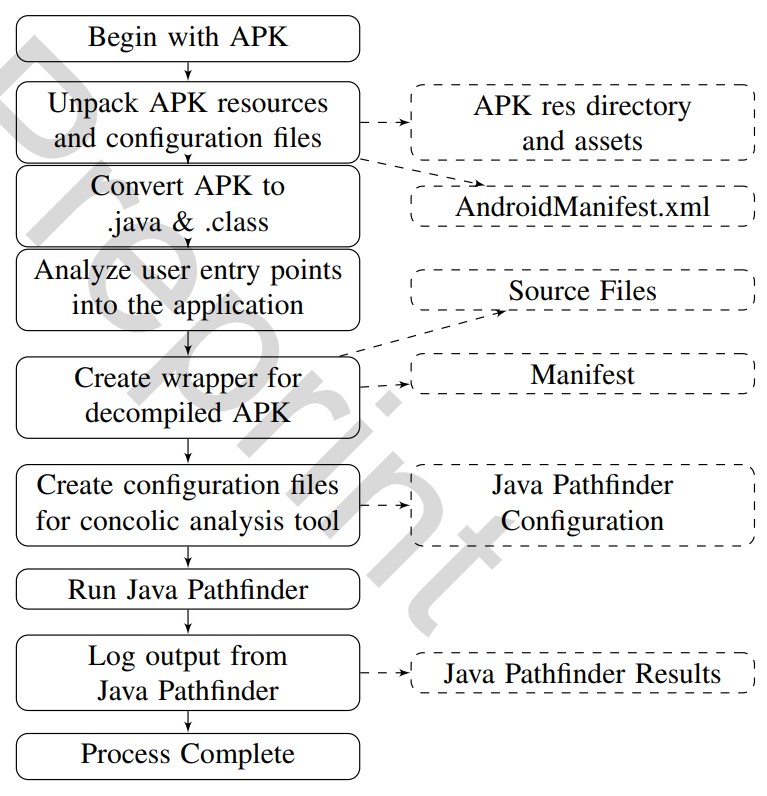 Begin with APK
Unpack APK resources
and configuration files
APK res directory
and assets
Convert APK to
.java & .class
AndroidManifest.xml
Analyze user entry points
into the application
Source Files
Create wrapper for
decompiled APK
Manifest
Create configuration files
for concolic analysis tool
Java Pathfinder
Configuration
Run Java Pathfinder
Log output from
Java Pathfinder
Java Pathfinder Results
Process Complete
Preprint